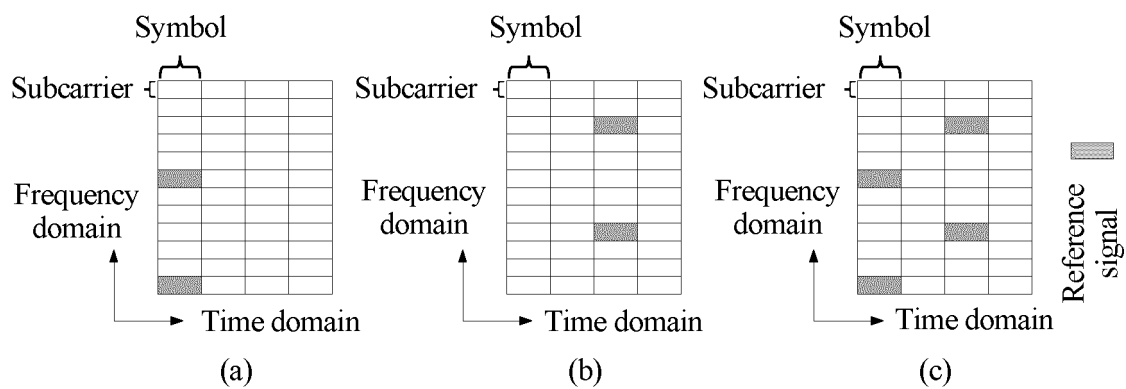 Symbol
Subcarrier
Frequency
domain
Time domain
(a)
Symbol
Subcarrier
Frequency
domain
Time domain
(b)
Symbol
Subcarrier
Frequency
domain
Time domain
(c)
Reference
signal